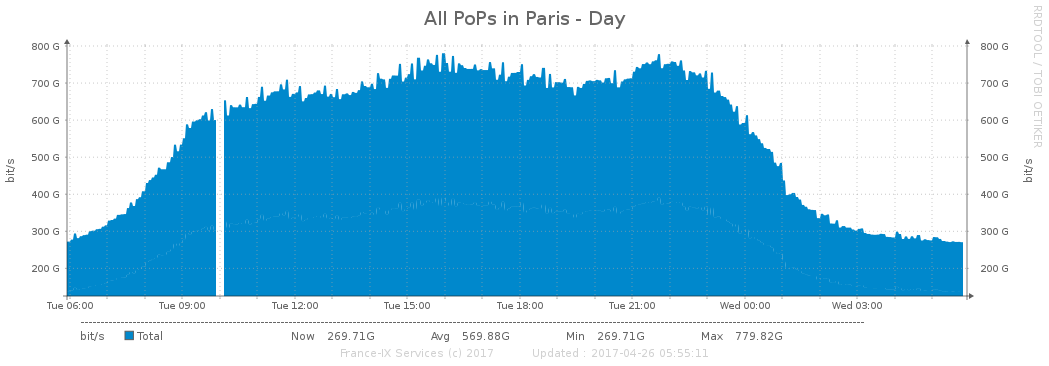 All PoPs in Paris - Day
RRDTOOL / TOBI OETIKER
800 G 800 G
700 G 700 G
600 G 600 G
500 G 500 G
400 G 400 G
300 G 300 G
200 G 200 G
bit/s bit/s
Tue 06:00 Tue 09:00 Tue 12:00 Tue 15:00 Tue 18:00 Tue 21:00 Wed 00:00 Wed 03:00
bit/s Total Now 269.71G Avg 569.88G Min 269.71G Max 779.82G
France-IX Services (c) 2017 Updated : 2017-04-26 05:55:11